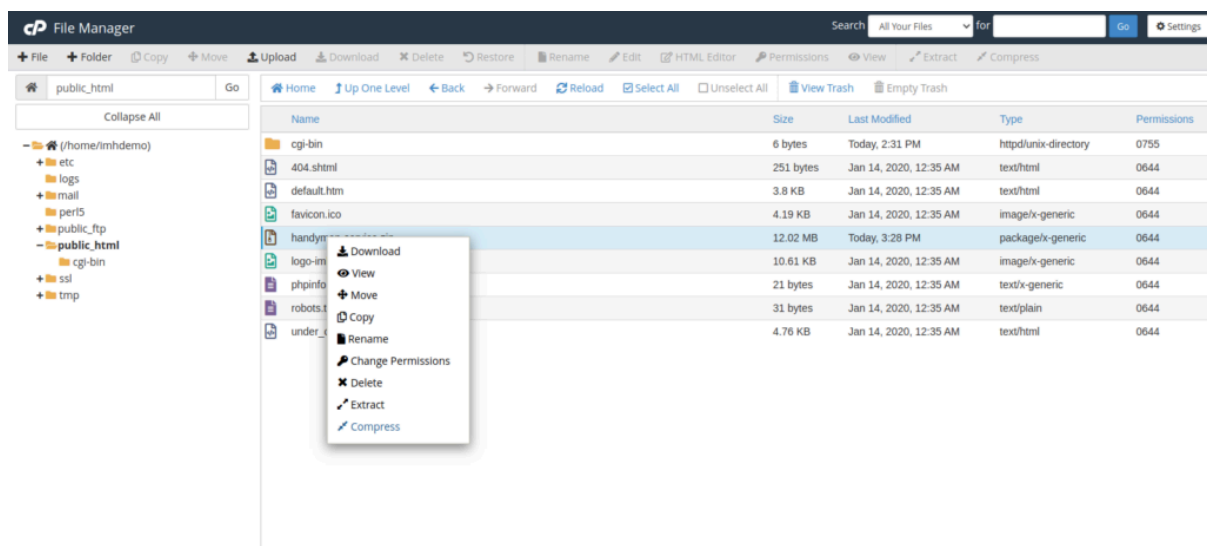 cP File Manager Search All Your Files for Go Settings
File Folder Copy Move Upload Download Delete Restore Rename Edit HTML Editor Permissions View Extract Compress
public_html Go Home Up One Level Back Forward Reload Select All Unselect All View Trash Empty Trash
Collapse All
Name Size Last Modified Type Permissions
(/home/imhdemo)
etc
logs
mail
perl5
public_ftp
public_html
cgi-bin
ssl
tmp
cgi-bin 6 bytes Today, 2:31 PM httpd/unix-directory 0755
404.shtml 251 bytes Jan 14, 2020, 12:35 AM text/html 0644
default.htm 3.8 KB Jan 14, 2020, 12:35 AM text/html 0644
favicon.ico 4.19 KB Jan 14, 2020, 12:35 AM image/x-generic 0644
12.02 MB Today, 3:28 PM package/x-generic 0644
logo-im 10.61 KB Jan 14, 2020, 12:35 AM image/x-generic 0644
phpinfo 21 bytes Jan 14, 2020, 12:35 AM text/x-generic 0644
robots.t 31 bytes Jan 14, 2020, 12:35 AM text/plain 0644
under_ 4.76 KB Jan 14, 2020, 12:35 AM text/html 0644
Download
View
Move
Copy
Rename
Change Permissions
Delete
Extract
Compress